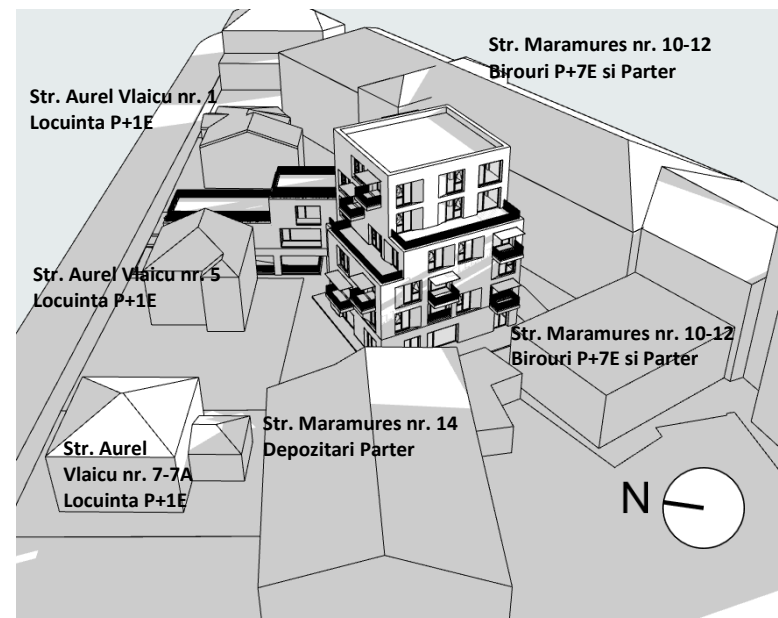 Str. Maramures nr. 10-12
Birouri P+7E si Parter
Str. Aurel Vlaicu nr. 1
Locuinta P+1E
Str. Aurel Vlaicu nr. 5
Locuinta P+1E
Str. Maramures nr. 10-12
Birouri P+7E si Parter
Str. Maramures nr. 14
Depozitari Parter
Str. Aurel
Vlaicu nr. 7-7A
Locuinta P+1E
N